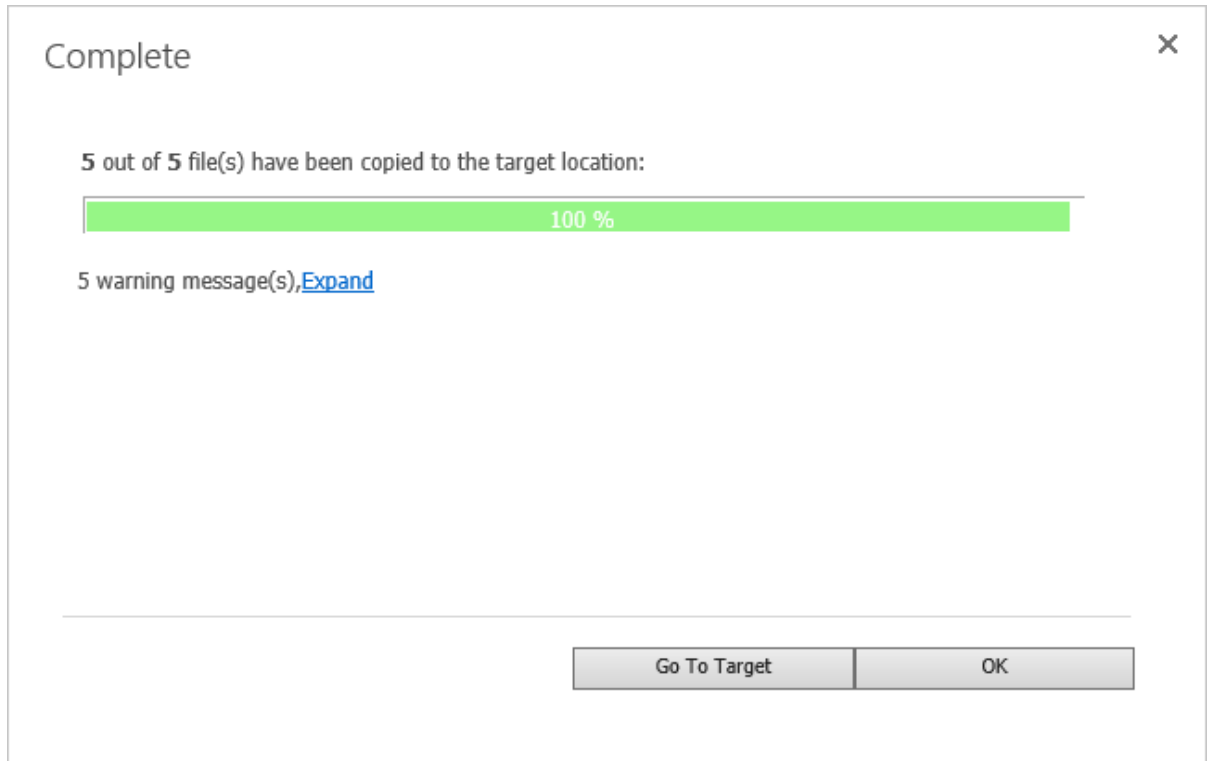 Complete
5 out of 5 file(s) have been copied to the target location:
100 %
5 warning message(s),Expand
Go To Target
OK